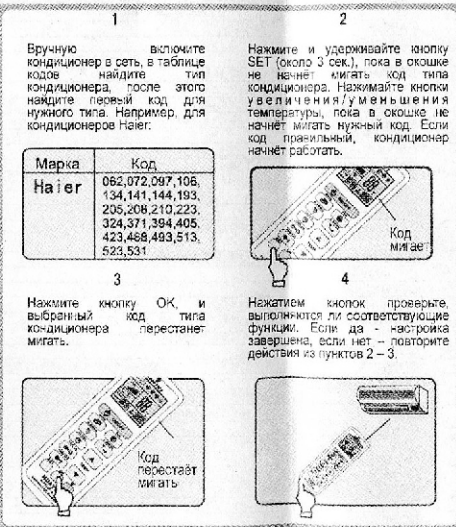 1
Вручную включите
кондиционер в сеть, в таблице
кодов найдите тип
кондиционера, после этого
найдите первый код для
нужного типа. Например, для
кондиционеров Haier:
Марка Код
Haier 062,072,097,106,
134,141,144,193,
205,208,210,223,
324,371,394,405,
423,468,493,513,
523,531
2
Нажмите и удерживайте кнопку
SET (около 3 сек.), пока в окошке
не начнёт мигать код типа
кондиционера. Нажимайте кнопки
увеличения/уменьшения
температуры, пока в окошке не
начнёт мигать нужный код. Если
код правильный, кондиционер
начнёт работать.
Код
мигает
3
Нажмите кнопку OK, и
выбранный код типа
кондиционера перестанет
мигать.
Код
перестаёт
мигать
4
Нажатием кнопок проверьте,
выполняются ли соответствующие
функции. Если да - настройка
завершена, если нет – повторите
действия из пунктов 2 – 3.